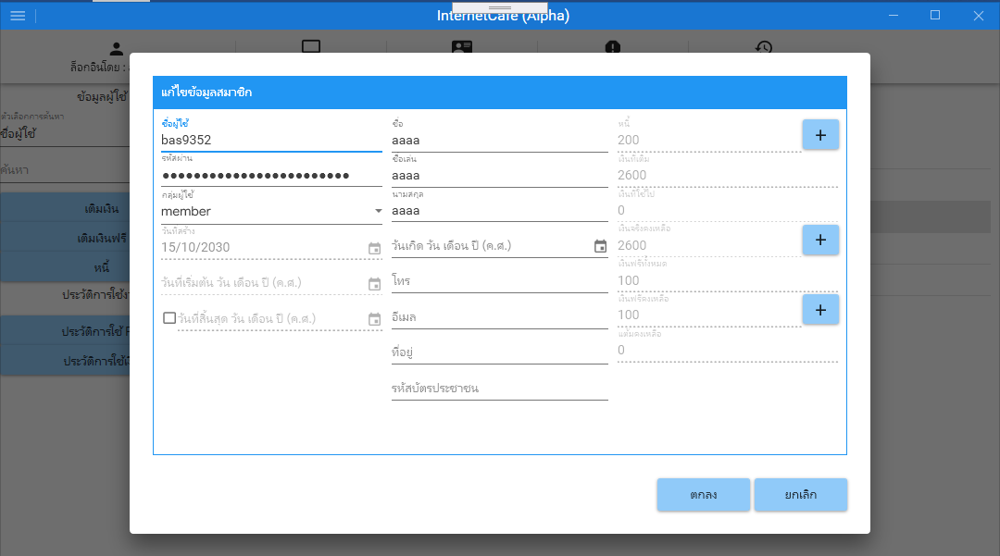 InternetCafe (Alpha)
ล็อกอินโดย :
ข้อมูลผู้ใช้
ตัวเลือกการค้นหา
ชื่อผู้ใช้
ค้นหา
เติมเงิน
เติมเงินฟรี
หนี้
ประวัติการใช้
ประวัติการใช้
ประวัติการใช้
แก้ไขข้อมูลสมาชิก
ชื่อผู้ใช้
bas9352
รหัสผ่าน
กลุ่มผู้ใช้
member
วันที่สร้าง
15/10/2030
วันที่เริ่มต้น วัน เดือน ปี (ค.ศ.)
วันที่สิ้นสุด วัน เดือน ปี (ค.ศ.)
ชื่อ
aaaa
ชื่อเล่น
aaaa
นามสกุล
aaaa
วันเกิด วัน เดือน ปี (ค.ศ.)
โทร
อีเมล
ที่อยู่
รหัสบัตรประชาชน
หนี้
200
เงินที่เติม
2600
เงินที่ใช้ไป
0
เงินจริงคงเหลือ
2600
เงินฟรีทั้งหมด
100
เงินฟรีคงเหลือ
100
แต้มคงเหลือ
0
+
+
+
ตกลง
ยกเลิก